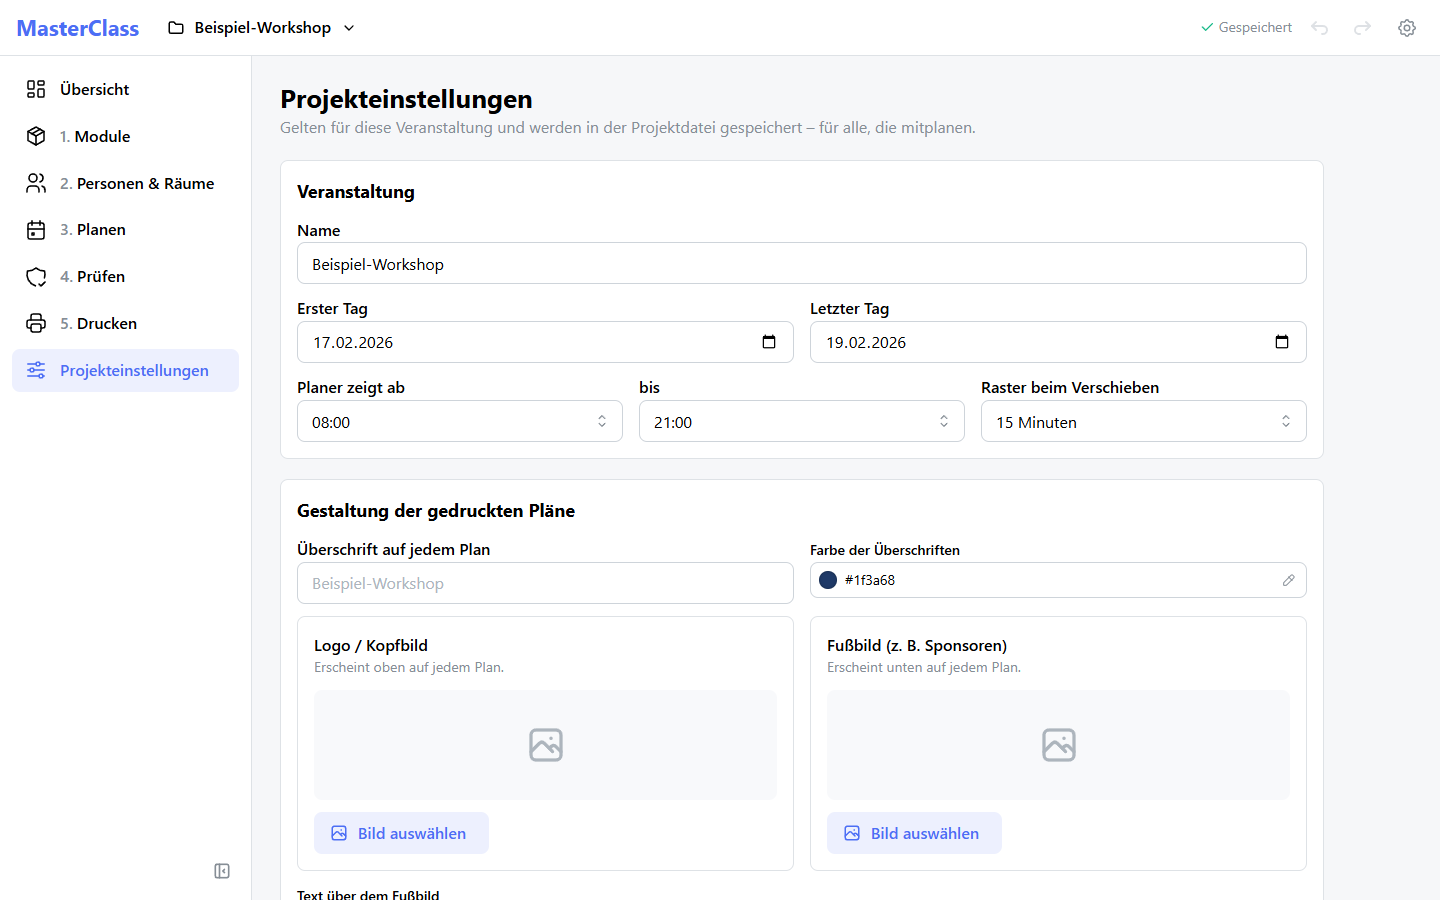 MasterClass
Beispiel-Workshop
Gespeichert
Übersicht
1. Module
2. Personen & Räume
3. Planen
4. Prüfen
5. Drucken
Projekteinstellungen
Projekteinstellungen
Gelten für diese Veranstaltung und werden in der Projektdatei gespeichert – für alle, die mitplanen.
Veranstaltung
Name
Beispiel-Workshop
Erster Tag
Letzter Tag
17.02.2026
19.02.2026
Planer zeigt ab
bis
Raster beim Verschieben
08:00
21:00
15 Minuten
Gestaltung der gedruckten Pläne
Überschrift auf jedem Plan
Farbe der Überschriften
Beispiel-Workshop
#1f3a68
Logo / Kopfbild
Erscheint oben auf jedem Plan.
Bild auswählen
Fußbild (z. B. Sponsoren)
Erscheint unten auf jedem Plan.
Bild auswählen
Text über dem Fußbild